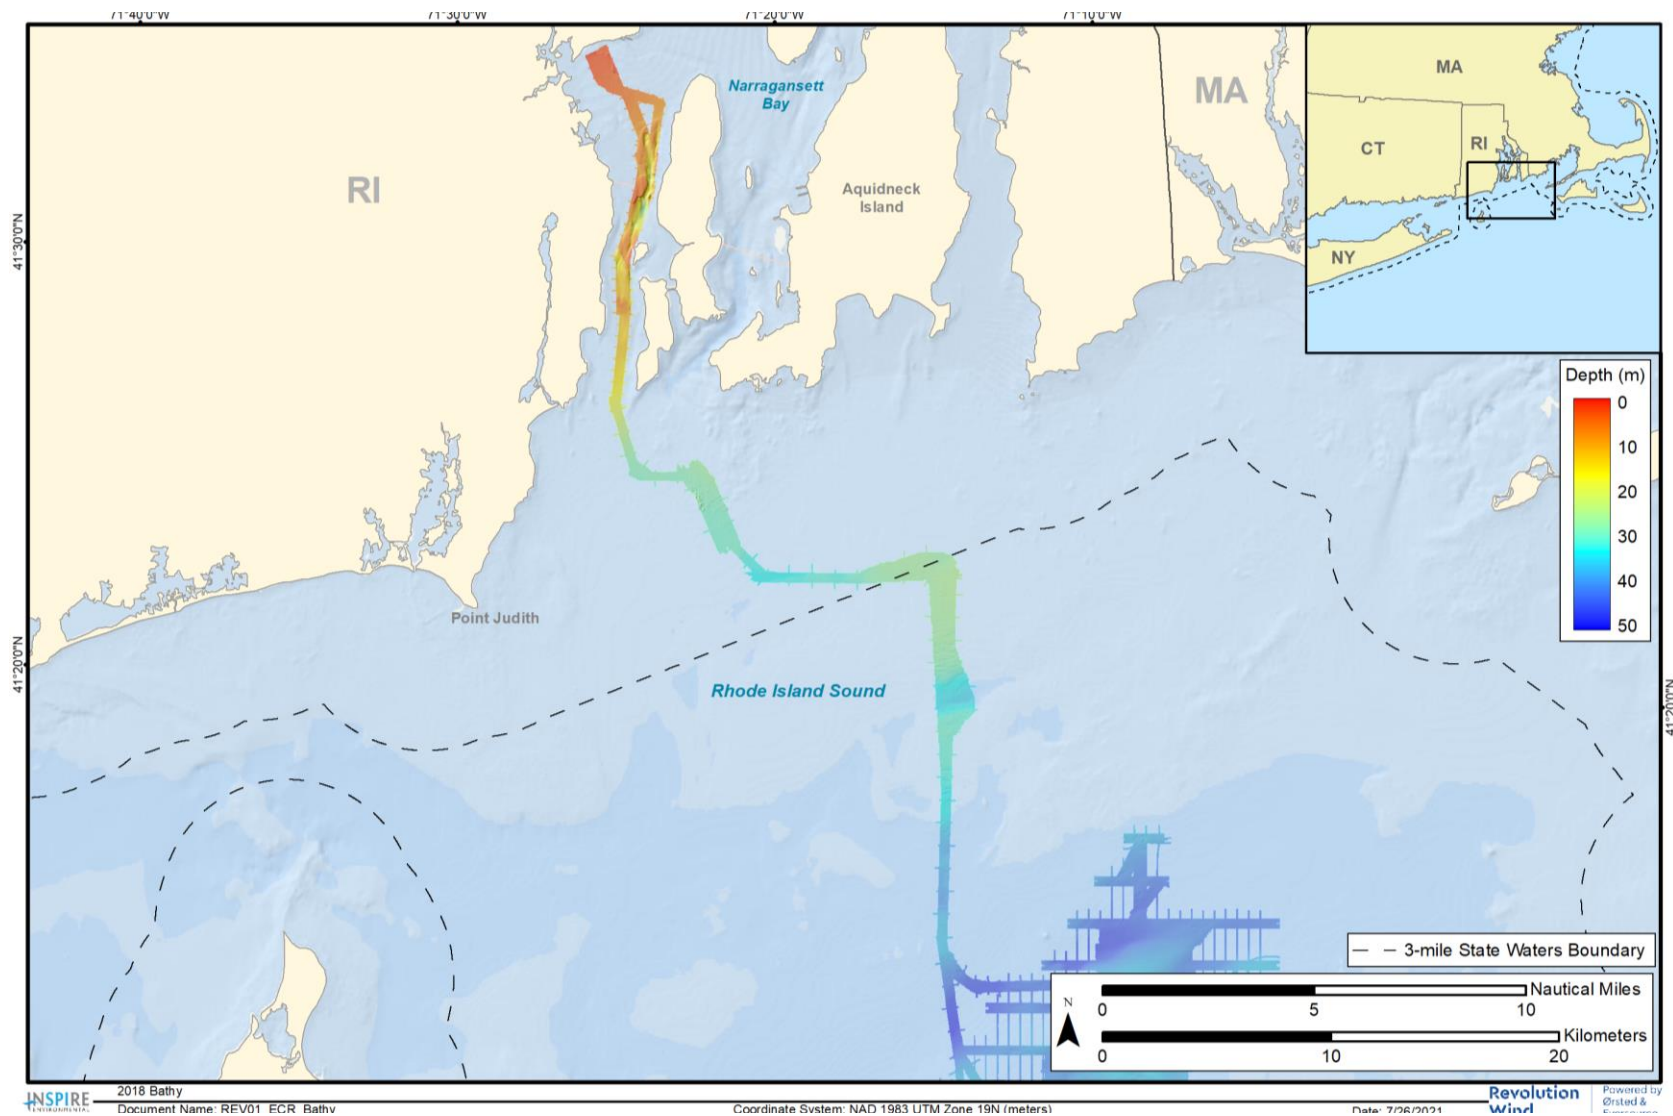 71°40'0"W 71°30'0"W 71°20'0"W 71°10'0"W
Narragansett
Bay
MA
RI
Aquidneck
Island
MA
CT
RI
NY
41°30'0"N
Depth (m)
0
10
20
30
40
50
Point Judith
41°20'0"N
Rhode Island Sound
41°20'0"N
3-mile State Waters Boundary
N
Nautical Miles
0 5 10
Kilometers
0 10 20
INSPIRE
ENVIRONMENTAL
2018 Bathy
Document Name: REV01_ECR_Bathy
Coordinate System: NAD 1983 UTM Zone 19N (meters)
Date: 7/26/2021
Revolution
Wind
Powered by
Ørsted &
Eversource